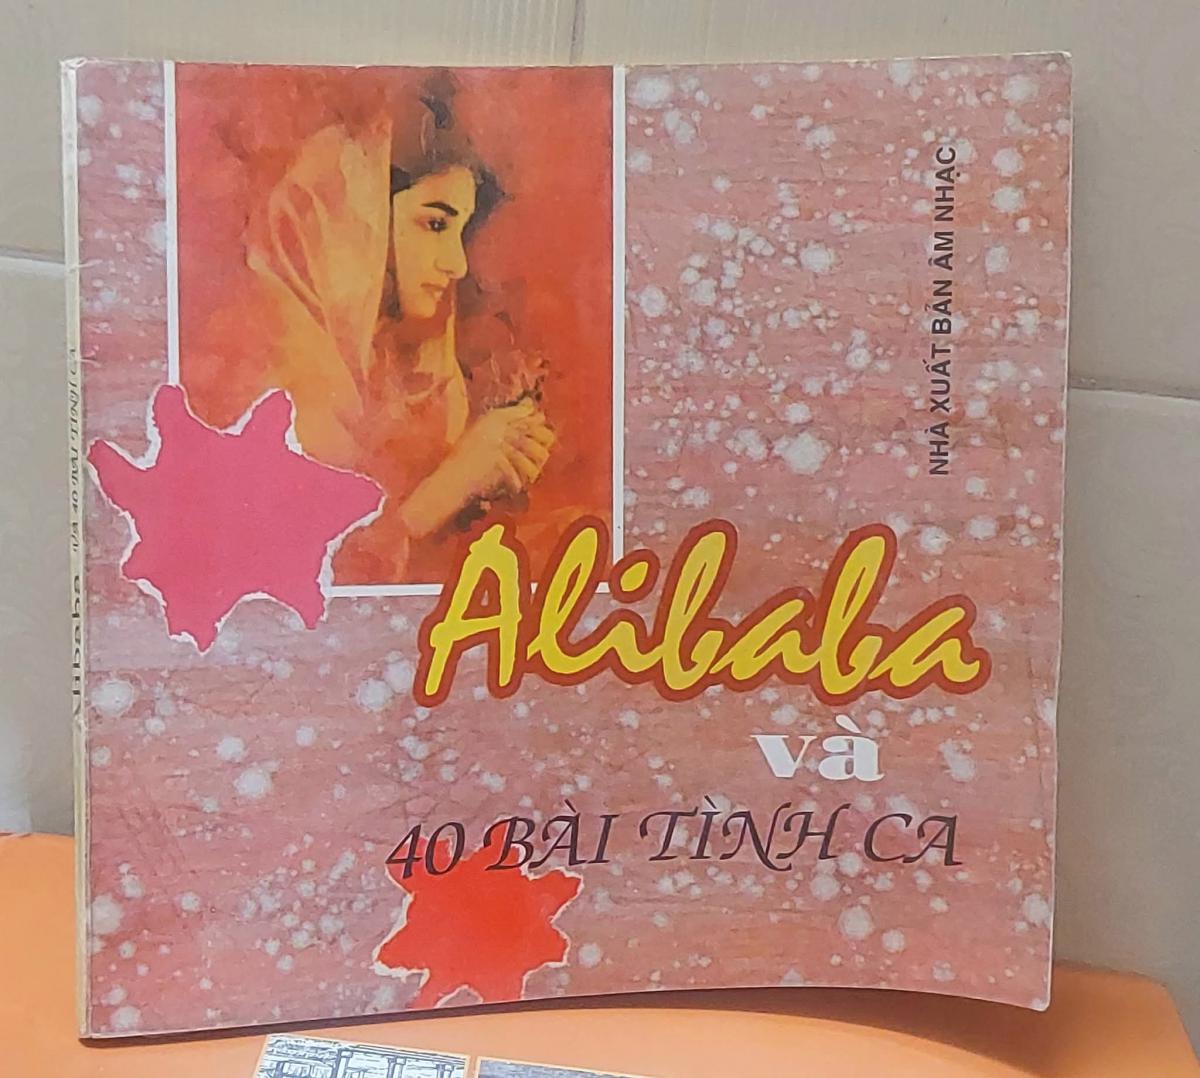 NHÀ XUẤT BẢN ÂM NHẠC
Alibaba
và
40 BÀI TÌNH CA
Alibaba VÀ 40 BÀI TÌNH CA